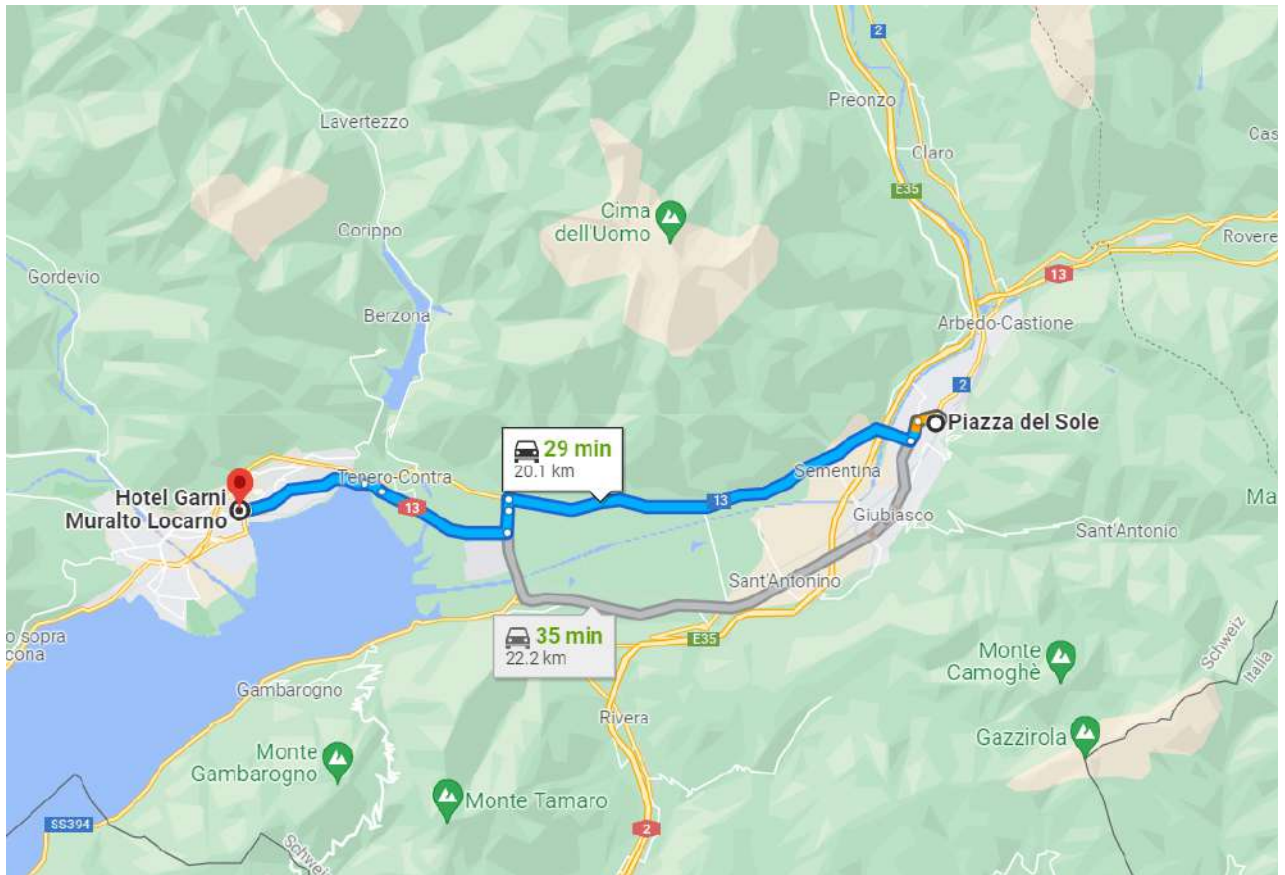 2
Preonzo
Lavertezzo
Claro
Cas
E35
Cima
dell'Uomo
Corippo
Rovere
Gordevio
13
Berzona
Arbedo-Castione
2
Piazza del Sole
29 min
20.1 km
Tenero-Contra
Sementina
Hotel Garni
Muralto Locarno
13
13
Ma
Giubiasco
Sant'Antonio
Sant'Antonino
35 min
22.2 km
E35
o sopra
cona
Monte
Camoghè
Schweiz
Italia
Gambarogno
Rivera
Gazzirola
Monte
Gambarogno
Monte Tamaro
SS394
2
Schweiz